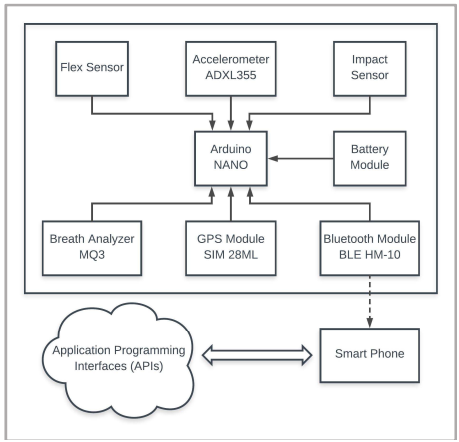 Flex Sensor
Accelerometer
ADXL355
Impact
Sensor
Arduino
NANO
Battery
Module
Breath Analyzer
MQ3
GPS Module
SIM 28ML
Bluetooth Module
BLE HM-10
Application Programming
Interfaces (APIs)
Smart Phone